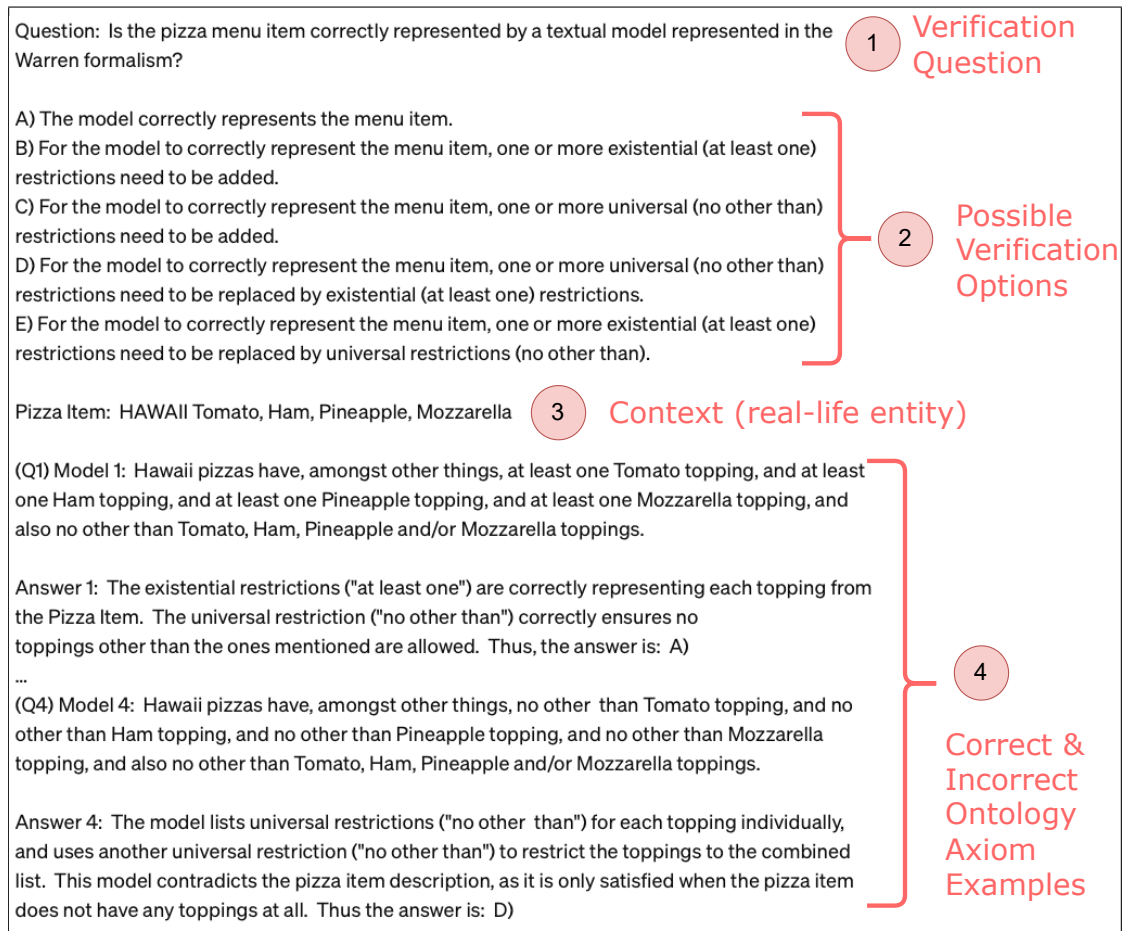 Question: Is the pizza menu item correctly represented by a textual model represented in the
Warren formalism?
1
Verification
Question
A) The model correctly represents the menu item.
B) For the model to correctly represent the menu item, one or more existential (at least one)
restrictions need to be added.
C) For the model to correctly represent the menu item, one or more universal (no other than)
restrictions need to be added.
D) For the model to correctly represent the menu item, one or more universal (no other than)
restrictions need to be replaced by existential (at least one) restrictions.
E) For the model to correctly represent the menu item, one or more existential (at least one)
restrictions need to be replaced by universal restrictions (no other than).
2
Possible
Verification
Options
Pizza Item: HAWAII Tomato, Ham, Pineapple, Mozzarella
3
Context (real-life entity)
(Q1) Model 1: Hawaii pizzas have, amongst other things, at least one Tomato topping, and at least
one Ham topping, and at least one Pineapple topping, and at least one Mozzarella topping, and
also no other than Tomato, Ham, Pineapple and/or Mozzarella toppings.
Answer 1: The existential restrictions ("at least one") are correctly representing each topping from
the Pizza Item. The universal restriction ("no other than") correctly ensures no
toppings other than the ones mentioned are allowed. Thus, the answer is: A)
...
(Q4) Model 4: Hawaii pizzas have, amongst other things, no other than Tomato topping, and no
other than Ham topping, and no other than Pineapple topping, and no other than Mozzarella
topping, and also no other than Tomato, Ham, Pineapple and/or Mozzarella toppings.
Answer 4: The model lists universal restrictions ("no other than") for each topping individually,
and uses another universal restriction ("no other than") to restrict the toppings to the combined
list. This model contradicts the pizza item description, as it is only satisfied when the pizza item
does not have any toppings at all. Thus the answer is: D)
4
Correct &
Incorrect
Ontology
Axiom
Examples